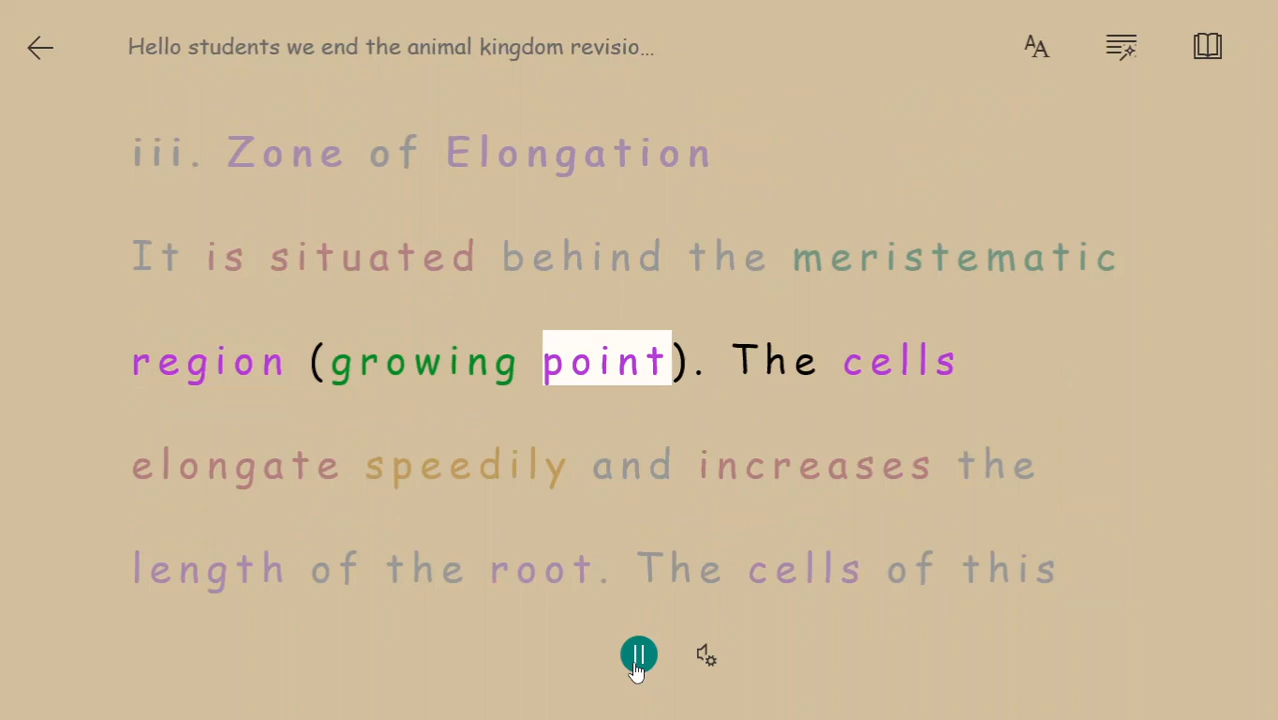 Hello students we end the animal kingdom revisio...
iii. Zone of Elongation
It is situated behind the meristematic
region (growing point). The cells
elongate speedily and increases the
length of the root. The cells of this